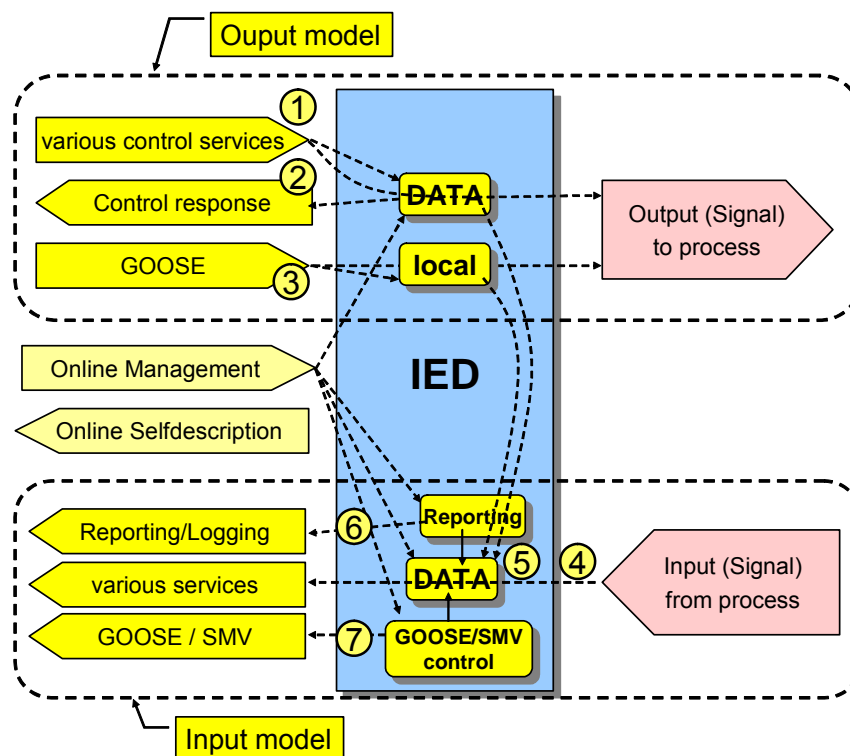 Ouput model
various control services
1
2
Control response
GOOSE
3
DATA
local
Output (Signal)
to process
Online Management
Online Selfdescription
IED
Reporting/Logging
6
Reporting
various services
DATA
5
4
Input (Signal)
from process
GOOSE / SMV
7
GOOSE/SMV
control
Input model